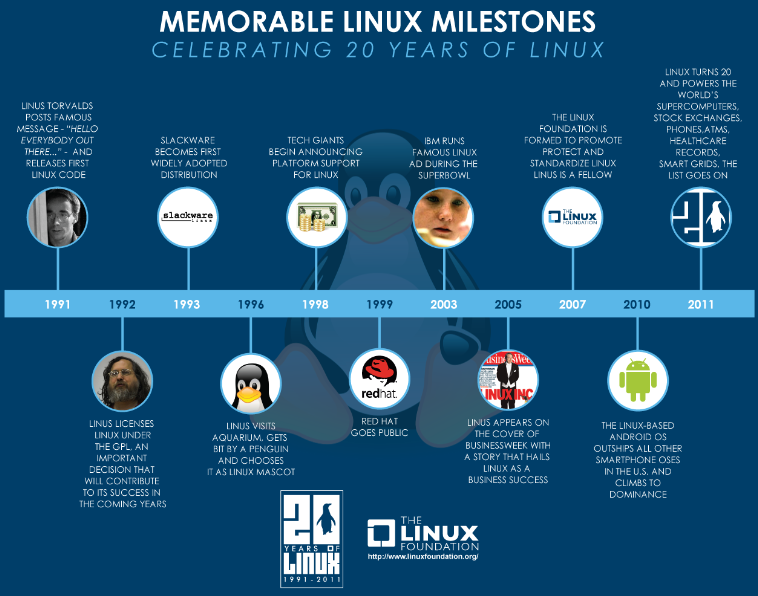 MEMORABLE LINUX MILESTONES
CELEBRATING 20 YEARS OF LINUX
LINUS TORVALDS
POSTS FAMOUS
MESSAGE - "HELLO
EVERYBODY OUT
THERE..." - AND
RELEASES FIRST
LINUX CODE
SLACKWARE
BECOMES FIRST
WIDELY ADOPTED
DISTRIBUTION
slackware
linux
TECH GIANTS
BEGIN ANNOUNCING
PLATFORM SUPPORT
FOR LINUX
IBM RUNS
FAMOUS LINUX
AD DURING THE
SUPERBOWL
THE LINUX
FOUNDATION IS
FORMED TO PROMOTE
PROTECT AND
STANDARDIZE LINUX
LINUS IS A FELLOW
THE
LINUX
FOUNDATION
LINUX TURNS 20
AND POWERS THE
WORLD'S
SUPERCOMPUTERS,
STOCK EXCHANGES,
PHONES,ATMS,
HEALTHCARE
RECORDS,
SMART GRIDS, THE
LIST GOES ON
1991
1992
1993
1996
1998
1999
2003
2005
2007
2010
2011
LINUS LICENSES
LINUX UNDER
THE GPL, AN
IMPORTANT
DECISION THAT
WILL CONTRIBUTE
TO ITS SUCCESS IN
THE COMING YEARS
LINUS VISITS
AQUARIUM, GETS
BIT BY A PENGUIN
AND CHOOSES
IT AS LINUX MASCOT
redhat.
RED HAT
GOES PUBLIC
usinessWee
INUX INC
LINUS APPEARS ON
THE COVER OF
BUSINESSWEEK WITH
A STORY THAT HAILS
LINUX AS A
BUSINESS SUCCESS
THE LINUX-BASED
ANDROID OS
OUTSHIPS ALL OTHER
SMARTPHONE OSES
IN THE U.S. AND
CLIMBS TO
DOMINANCE
20
YEARS OF
LINUX
1991-2011
THE
LINUX
FOUNDATION
http://www.linuxfoundation.org/